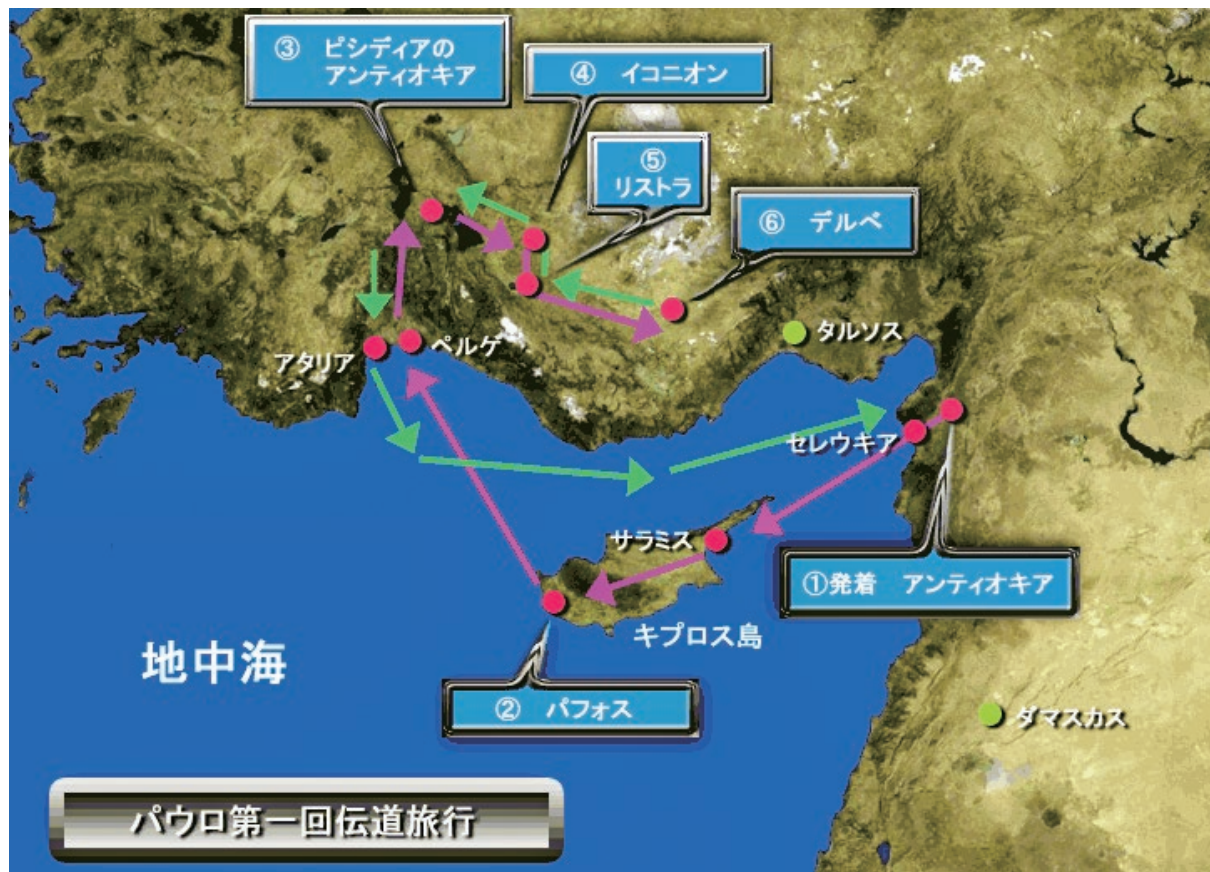 ③ ピシディアの
アンティオキア
④ イコニオン
⑤
リストラ
⑥ デルベ
タルソス
アタリア
ペルゲ
セレウキア
サラミス
①発着 アンティオキア
キプロス島
地中海
② パフォス
ダマスカス
パウロ第一回伝道旅行